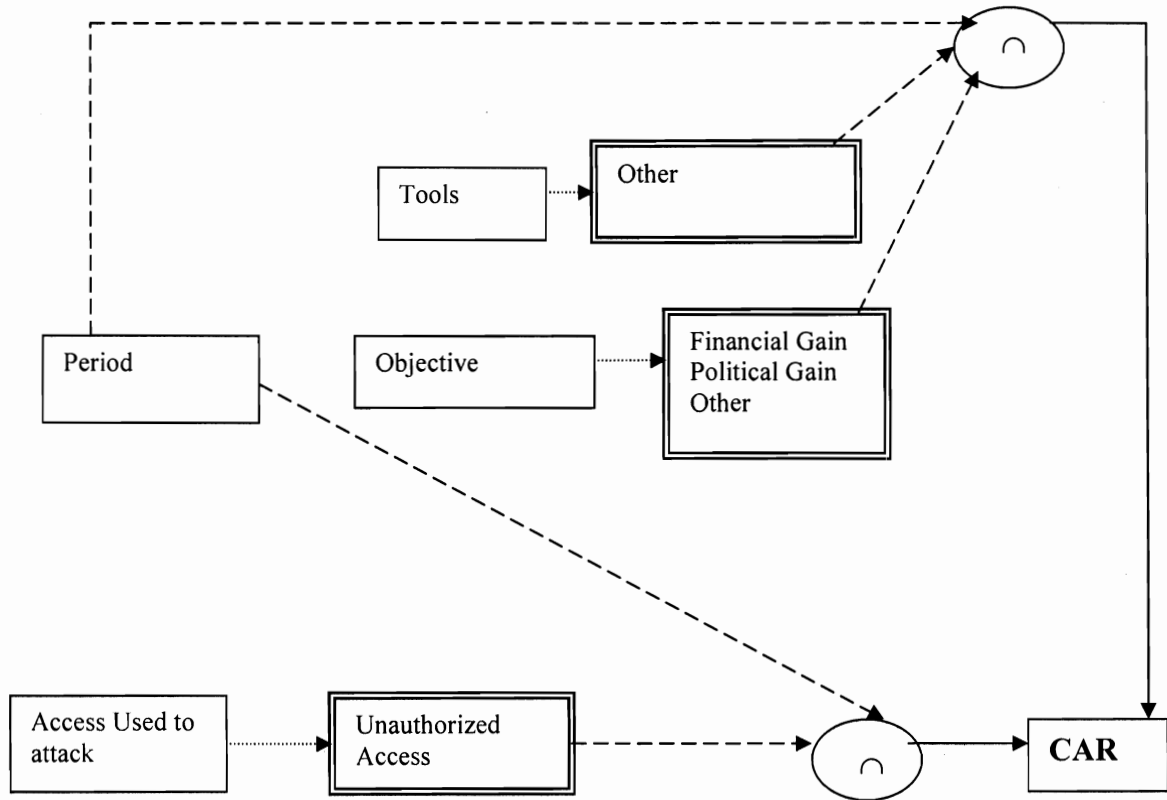 ∩
Other
Tools
Period
Objective
Financial Gain
Political Gain
Other
Access Used to
attack
Unauthorized
Access
∩
CAR